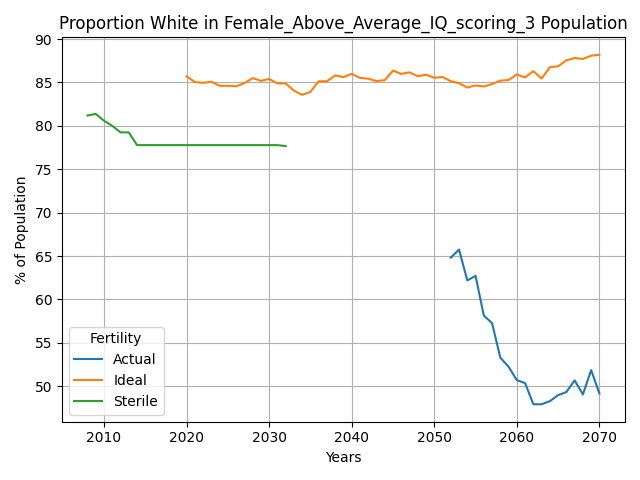 Proportion White in Female_Above_Average_IQ_scoring_3 Population
90
85
80
75
70
65
60
55
50
% of Population
Fertility
Actual
Ideal
Sterile
2010 2020 2030 2040 2050 2060 2070
Years